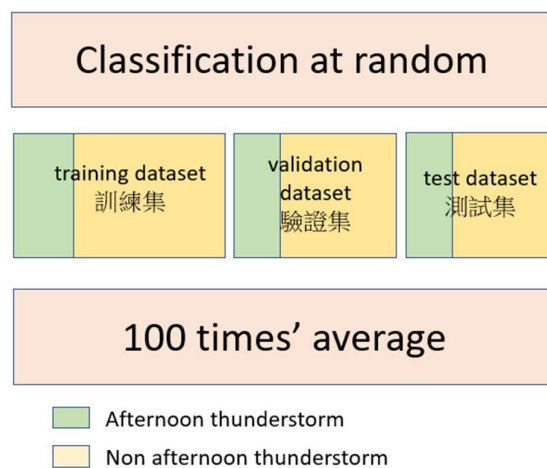 Classification at random
training dataset
訓練集
validation
dataset
驗證集
test dataset
測試集
100 times’ average
Afternoon thunderstorm
Non afternoon thunderstorm